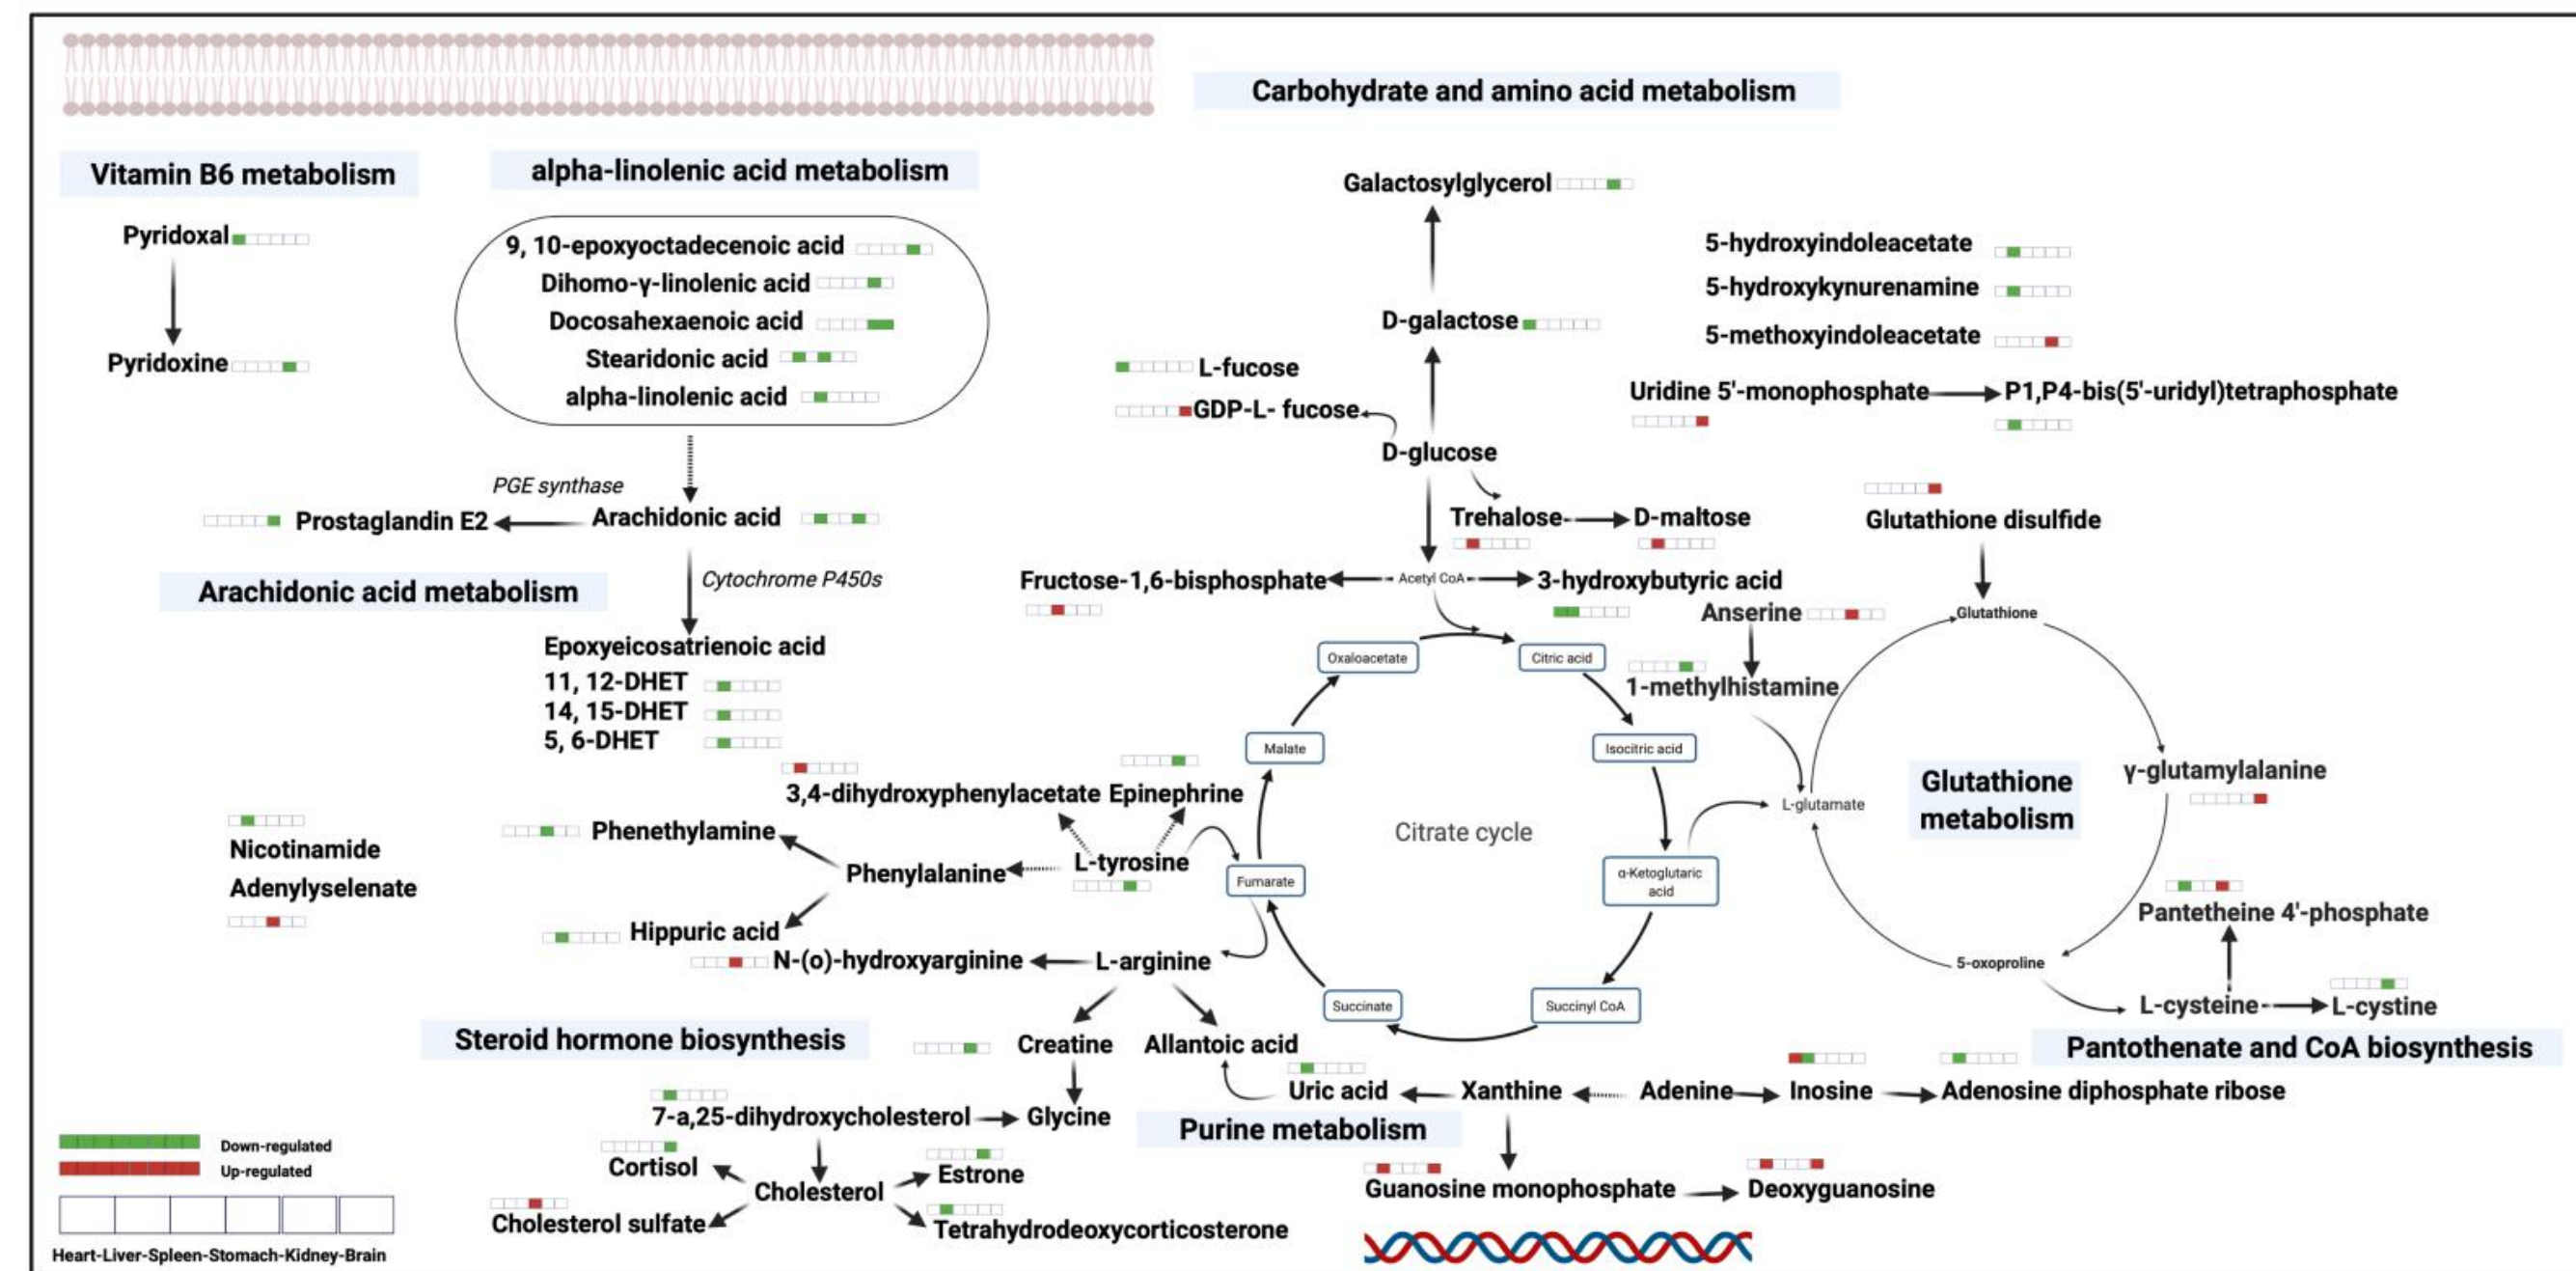 Carbohydrate and amino acid metabolism
Vitamin B6 metabolism
Pyridoxal
Pyridoxine
alpha-linolenic acid metabolism
9, 10-epoxyoctadecenoic acid
Dihomo-γ-linolenic acid
Docosahexaenoic acid
Stearidonic acid
alpha-linolenic acid
PGE synthase
Prostaglandin E2
Arachidonic acid
Cytochrome P450s
Arachidonic acid metabolism
Epoxyeicosatrienoic acid
11, 12-DHET
14, 15-DHET
5, 6-DHET
Galactosylglycerol
D-galactose
L-fucose
GDP-L- fucose
D-glucose
Trehalose
D-maltose
Fructose-1,6-bisphosphate
Acetyl CoA
3-hydroxybutyric acid
5-hydroxyindoleacetate
5-hydroxykynurenamine
5-methoxyindoleacetate
Uridine 5'-monophosphate
P1,P4-bis(5'-uridyl)tetraphosphate
Glutathione disulfide
Glutathione
Anserine
1-methylhistamine
L-glutamate
Glutathione
metabolism
γ-glutamylalanine
Pantetheine 4'-phosphate
5-oxoproline
L-cysteine
L-cystine
Pantothenate and CoA biosynthesis
Oxaloacetate
Citric acid
Malate
Isocitric acid
Citrate cycle
Fumarate
α-Ketoglutaric
acid
Succinate
Succinyl CoA
3,4-dihydroxyphenylacetate
Epinephrine
Phenethylamine
Phenylalanine
L-tyrosine
Hippuric acid
N-(o)-hydroxyarginine
L-arginine
Nicotinamide
Adenylyselenate
Steroid hormone biosynthesis
Creatine
Allantoic acid
Uric acid
Xanthine
Adenine
Inosine
Adenosine diphosphate ribose
7-a,25-dihydroxycholesterol
Glycine
Purine metabolism
Cortisol
Estrone
Cholesterol
Cholesterol sulfate
Tetrahydrodeoxycorticosterone
Guanosine monophosphate
Deoxyguanosine
Down-regulated
Up-regulated
Heart-Liver-Spleen-Stomach-Kidney-Brain